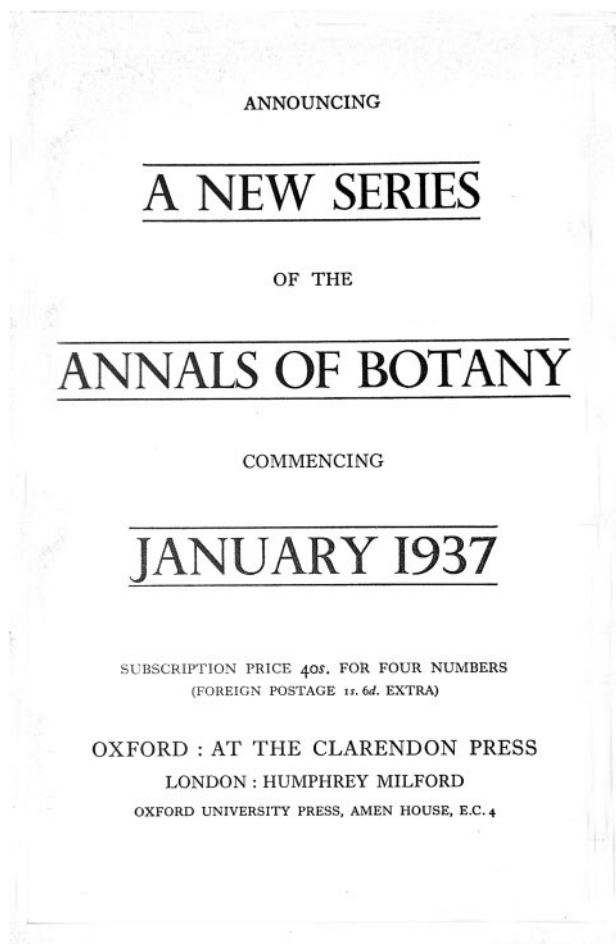 ANNOUNCING
A NEW SERIES
OF THE
ANNALS OF BOTANY
COMMENCING
JANUARY 1937
SUBSCRIPTION PRICE 40s. FOR FOUR NUMBERS
(FOREIGN POSTAGE 1s. 6d. EXTRA)
OXFORD : AT THE CLARENDON PRESS
LONDON : HUMPHREY MILFORD
OXFORD UNIVERSITY PRESS, AMEN HOUSE, E.C. 4